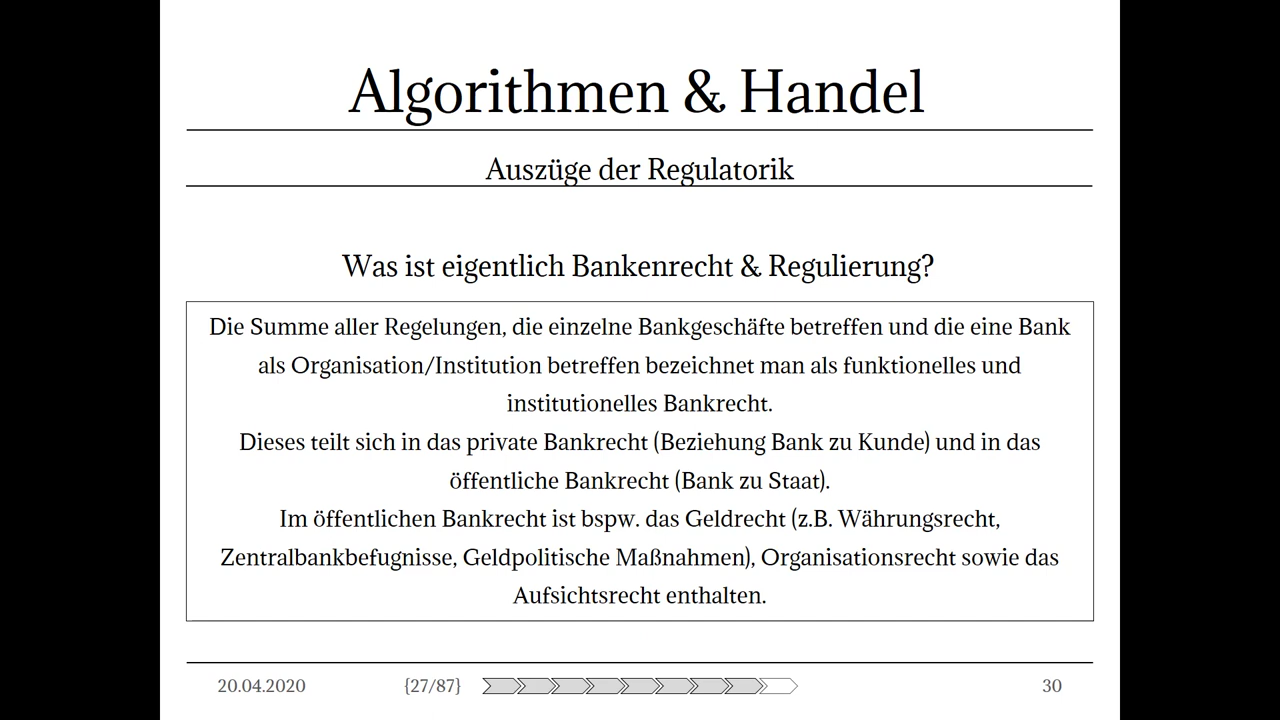 Algorithmen & Handel
Auszüge der Regulatorik
Was ist eigentlich Bankenrecht & Regulierung?
Die Summe aller Regelungen, die einzelne Bankgeschäfte betreffen und die eine Bank
als Organisation/Institution betreffen bezeichnet man als funktionelles und
institutionelles Bankrecht.
Dieses teilt sich in das private Bankrecht (Beziehung Bank zu Kunde) und in das
öffentliche Bankrecht (Bank zu Staat).
Im öffentlichen Bankrecht ist bspw. das Geldrecht (z.B. Währungsrecht,
Zentralbankbefugnisse, Geldpolitische Maßnahmen), Organisationsrecht sowie das
Aufsichtsrecht enthalten.
20.04.2020 {27/87} 30